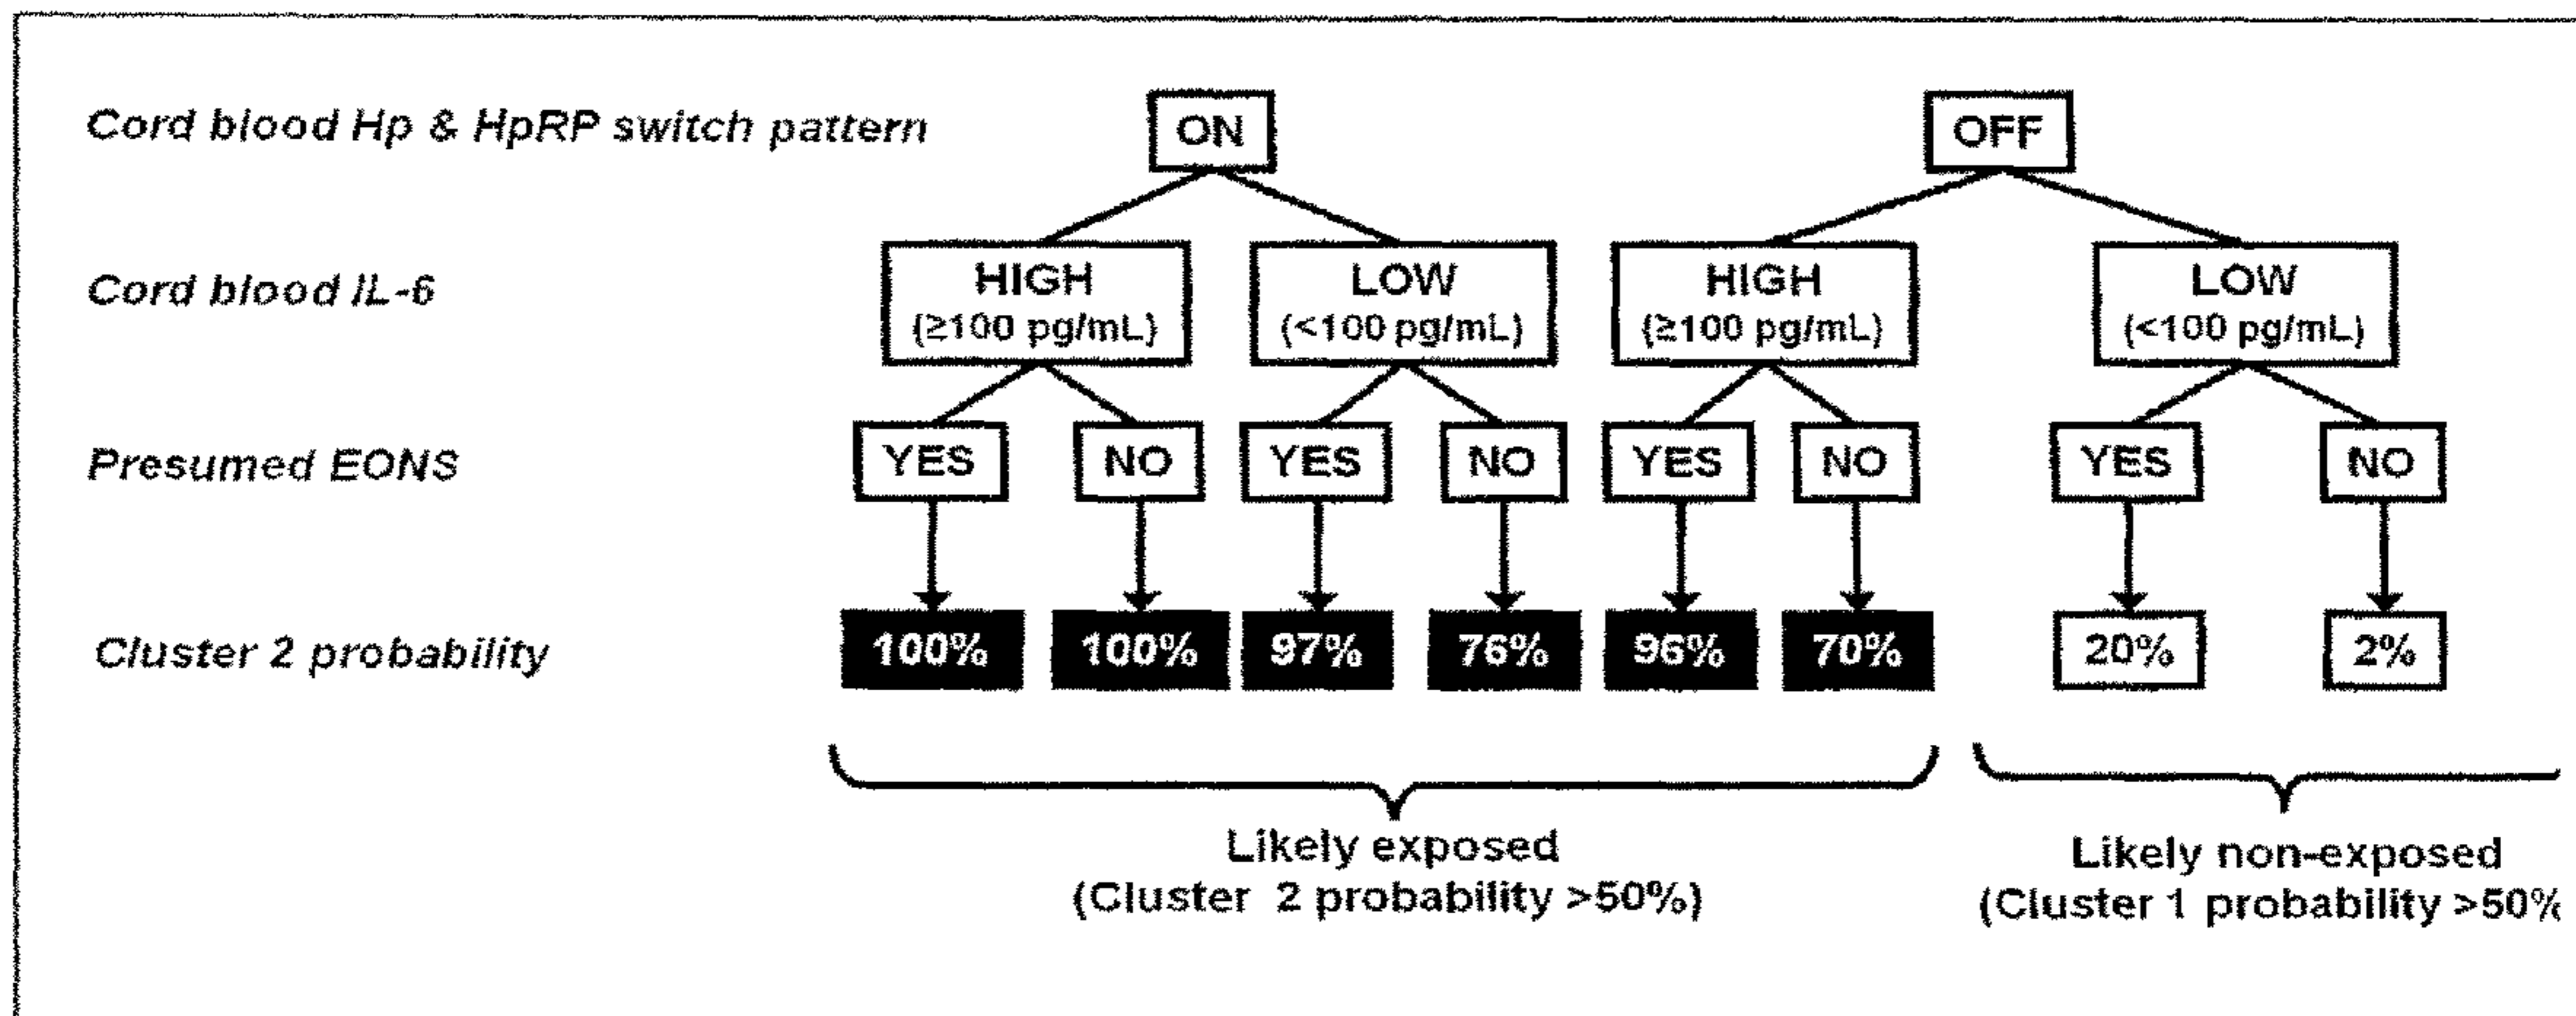 Cord blood Hp & HpRP switch pattern ON OFF
Cord blood IL-6 HIGH LOW HIGH LOW
(≥100 pg/mL) (<100 pg/mL) (≥100 pg/mL) (<100 pg/mL)
Presumed EONS YES NO YES NO YES NO YES NO
Cluster 2 probability 100% 100% 97% 76% 96% 70% 20% 2%
Likely exposed
(Cluster 2 probability >50%)
Likely non-exposed
(Cluster 1 probability >50%